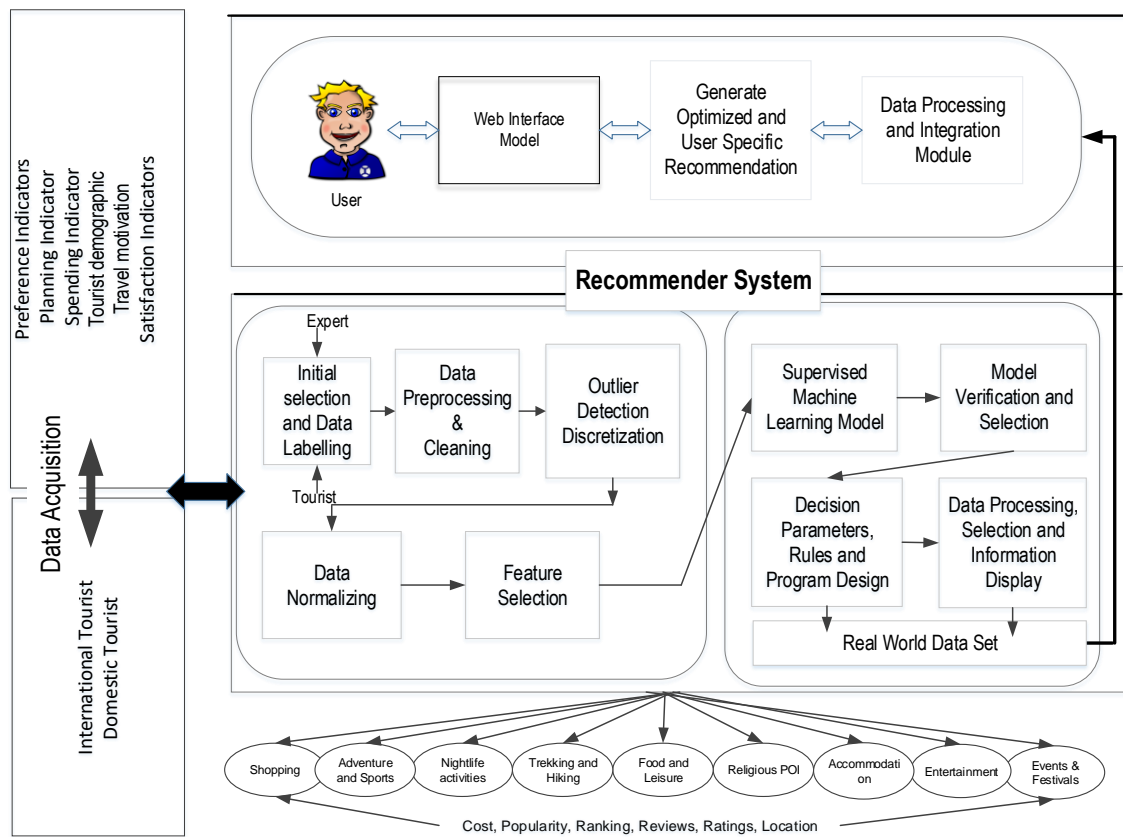 Preference Indicators
Planning Indicator
Spending Indicator
Tourist demographic
Travel motivation
Satisfaction Indicators
Data Acquisition
International Tourist
Domestic Tourist
User
Web Interface
Model
Generate
Optimized and
User Specific
Recommendation
Data Processing
and Integration
Module
Recommender System
Expert
Initial
selection
and Data
Labelling
Tourist
Data
Preprocessing
&
Cleaning
Outlier
Detection
Discretization
Data
Normalizing
Feature
Selection
Supervised
Machine
Learning Model
Model
Verification and
Selection
Decision
Parameters,
Rules and
Program Design
Data Processing,
Selection and
Information
Display
Real World Data Set
Shopping
Adventure
and Sports
Nightlife
activities
Trekking and
Hiking
Food and
Leisure
Religious POI
Accommodati
on
Entertainment
Events &
Festivals
Cost, Popularity, Ranking, Reviews, Ratings, Location